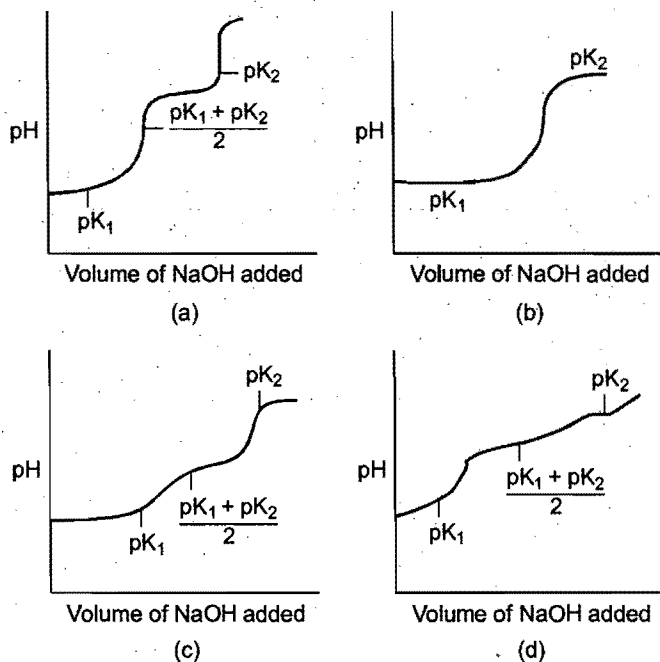 pK₂
pK₁ + pK₂
2
pH
pK₁
Volume of NaOH added
(a)
pK₂
pH
pK₁
Volume of NaOH added
(b)
pK₂
pH
pK₁ + pK₂
2
pK₁
Volume of NaOH added
(c)
pK₂
pH
pK₁ + pK₂
2
pK₁
Volume of NaOH added
(d)